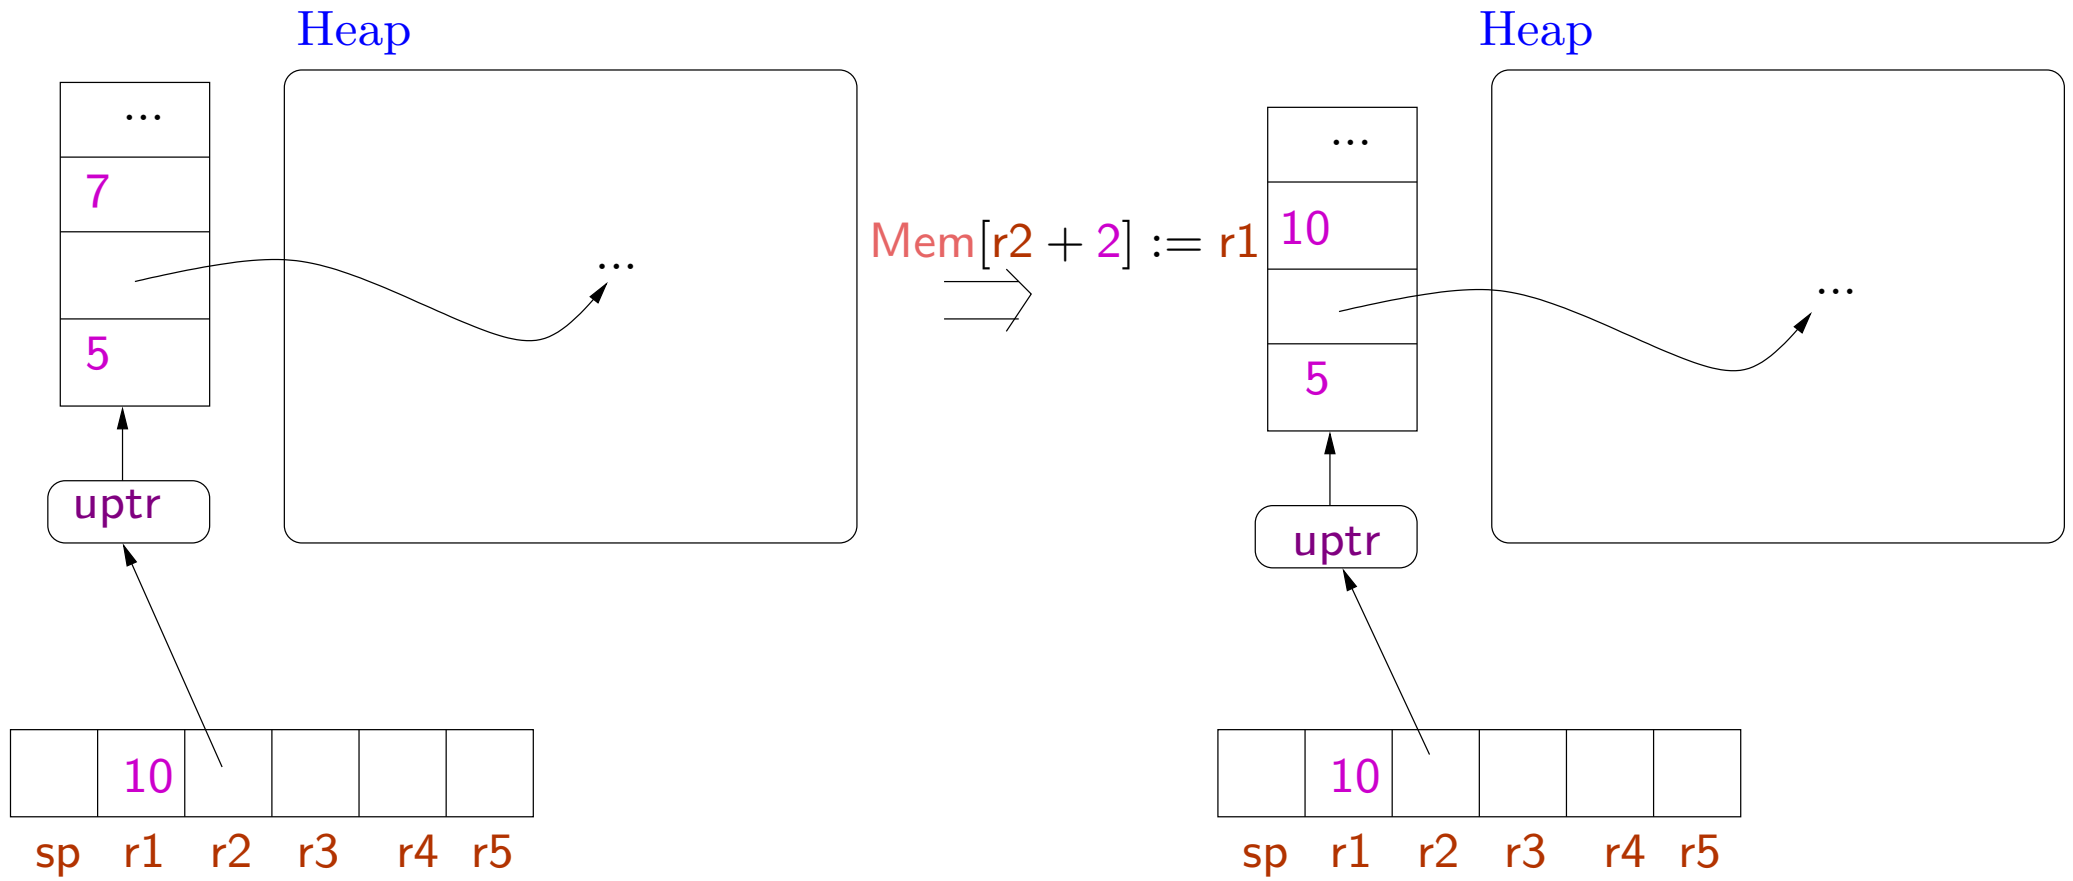 Heap
...
7
...
5
uptr
10
sp r1 r2 r3 r4 r5
Mem[r2 + 2] := r1
Heap
...
10
...
5
uptr
10
sp r1 r2 r3 r4 r5